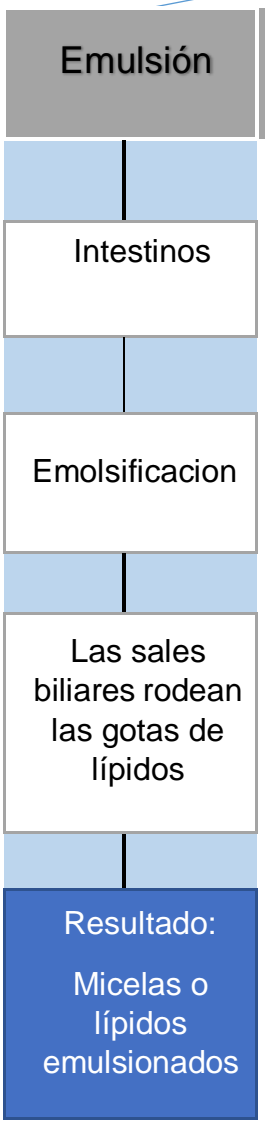 Emulsión
Intestinos
Emolsificacion
Las sales
biliares rodean
las gotas de
lípidos
Resultado:
Micelas o
lípidos
emulsionados